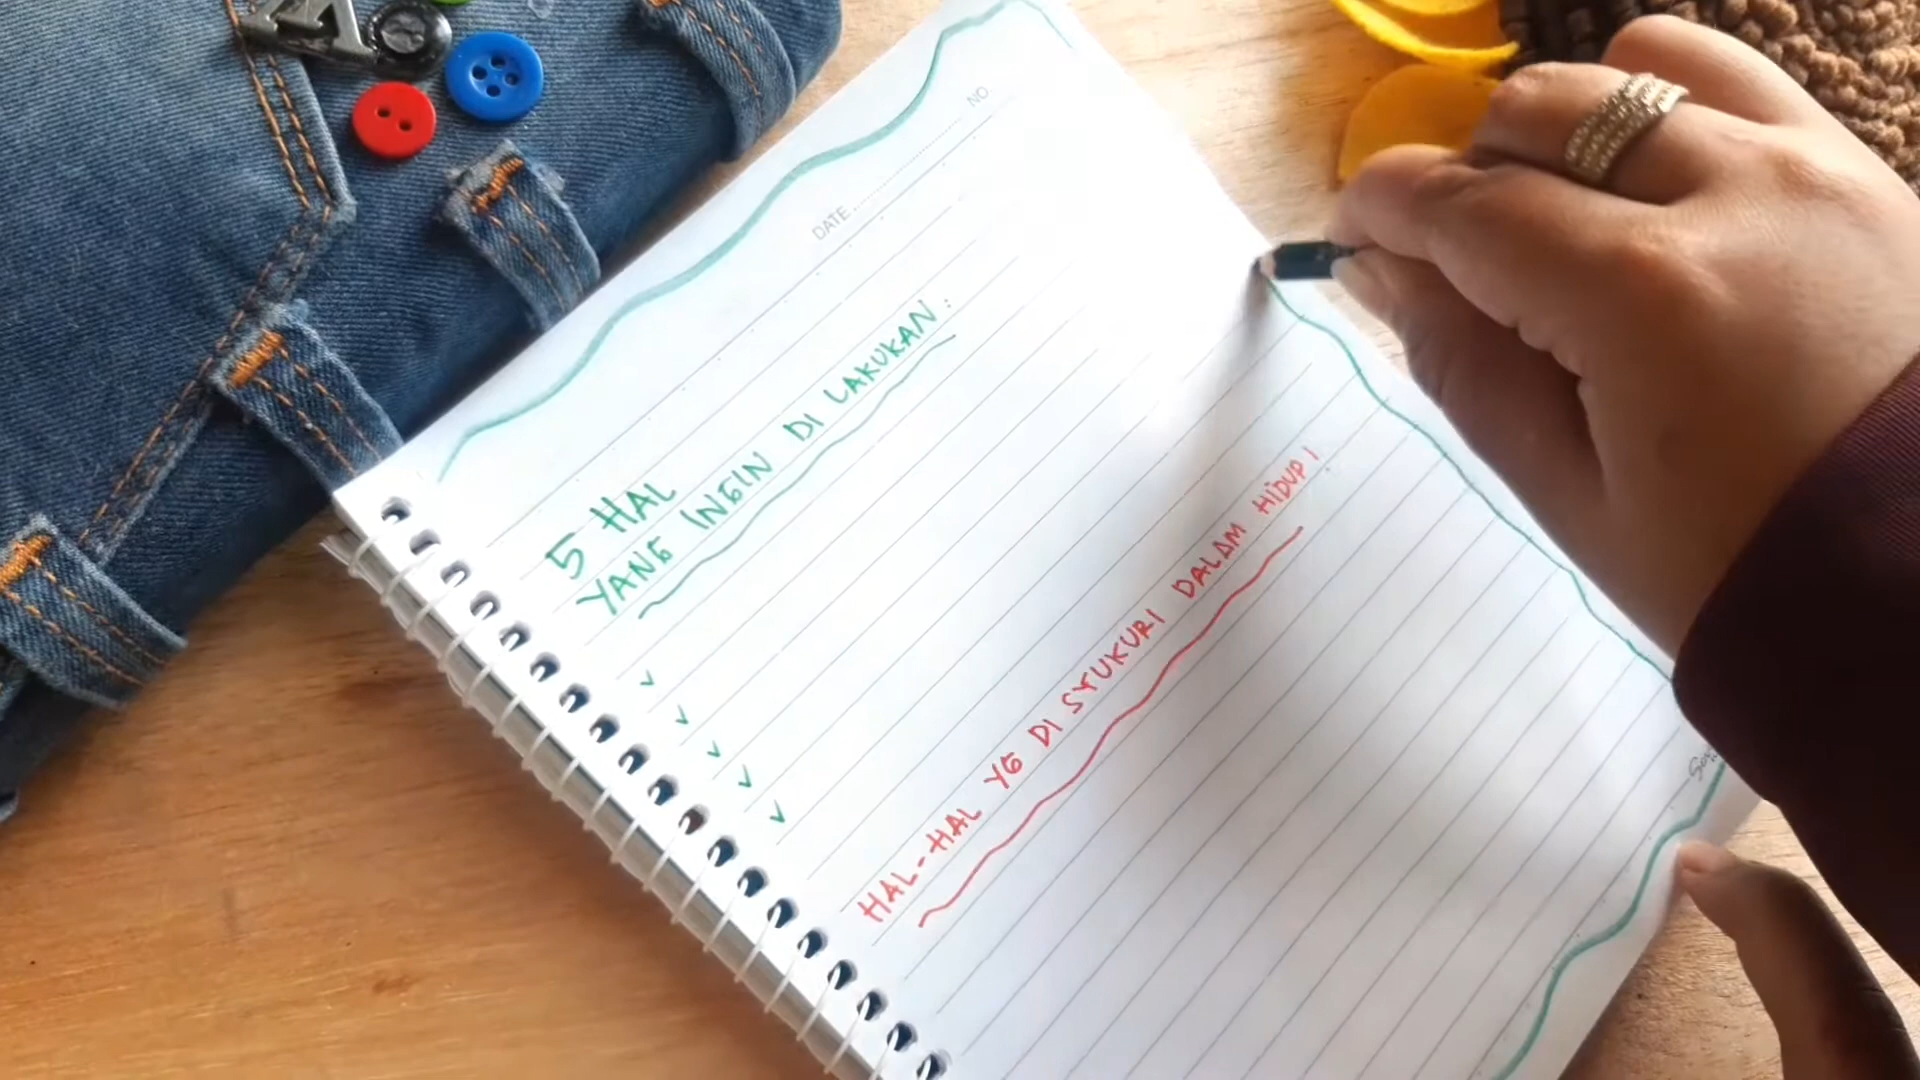 NO.
DATE
5 HAL
YANG INGIN DI LAKUKAN :
v
v
v
v
v
HAL-HAL YG DI SYUKURI DALAM HIDUP!